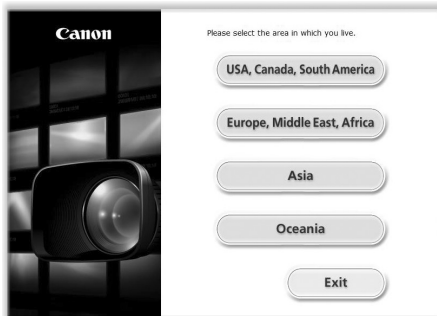 Canon
Please select the area in which you live.
USA, Canada, South America
Europe, Middle East, Africa
Asia
Oceania
Exit